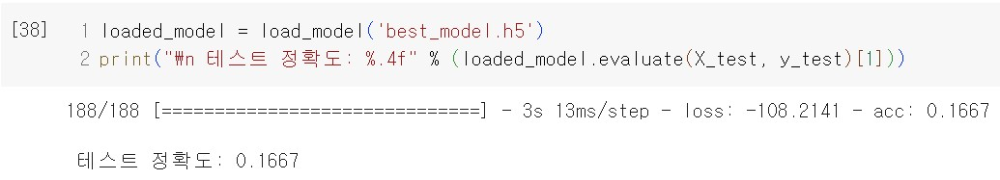 [38] 1 loaded_model = load_model('best_model.h5')
2 print("₩n 테스트 정확도: %.4f" % (loaded_model.evaluate(X_test, y_test)[1]))
188/188 [==============================] - 3s 13ms/step - loss: -108.2141 - acc: 0.1667
테스트 정확도: 0.1667